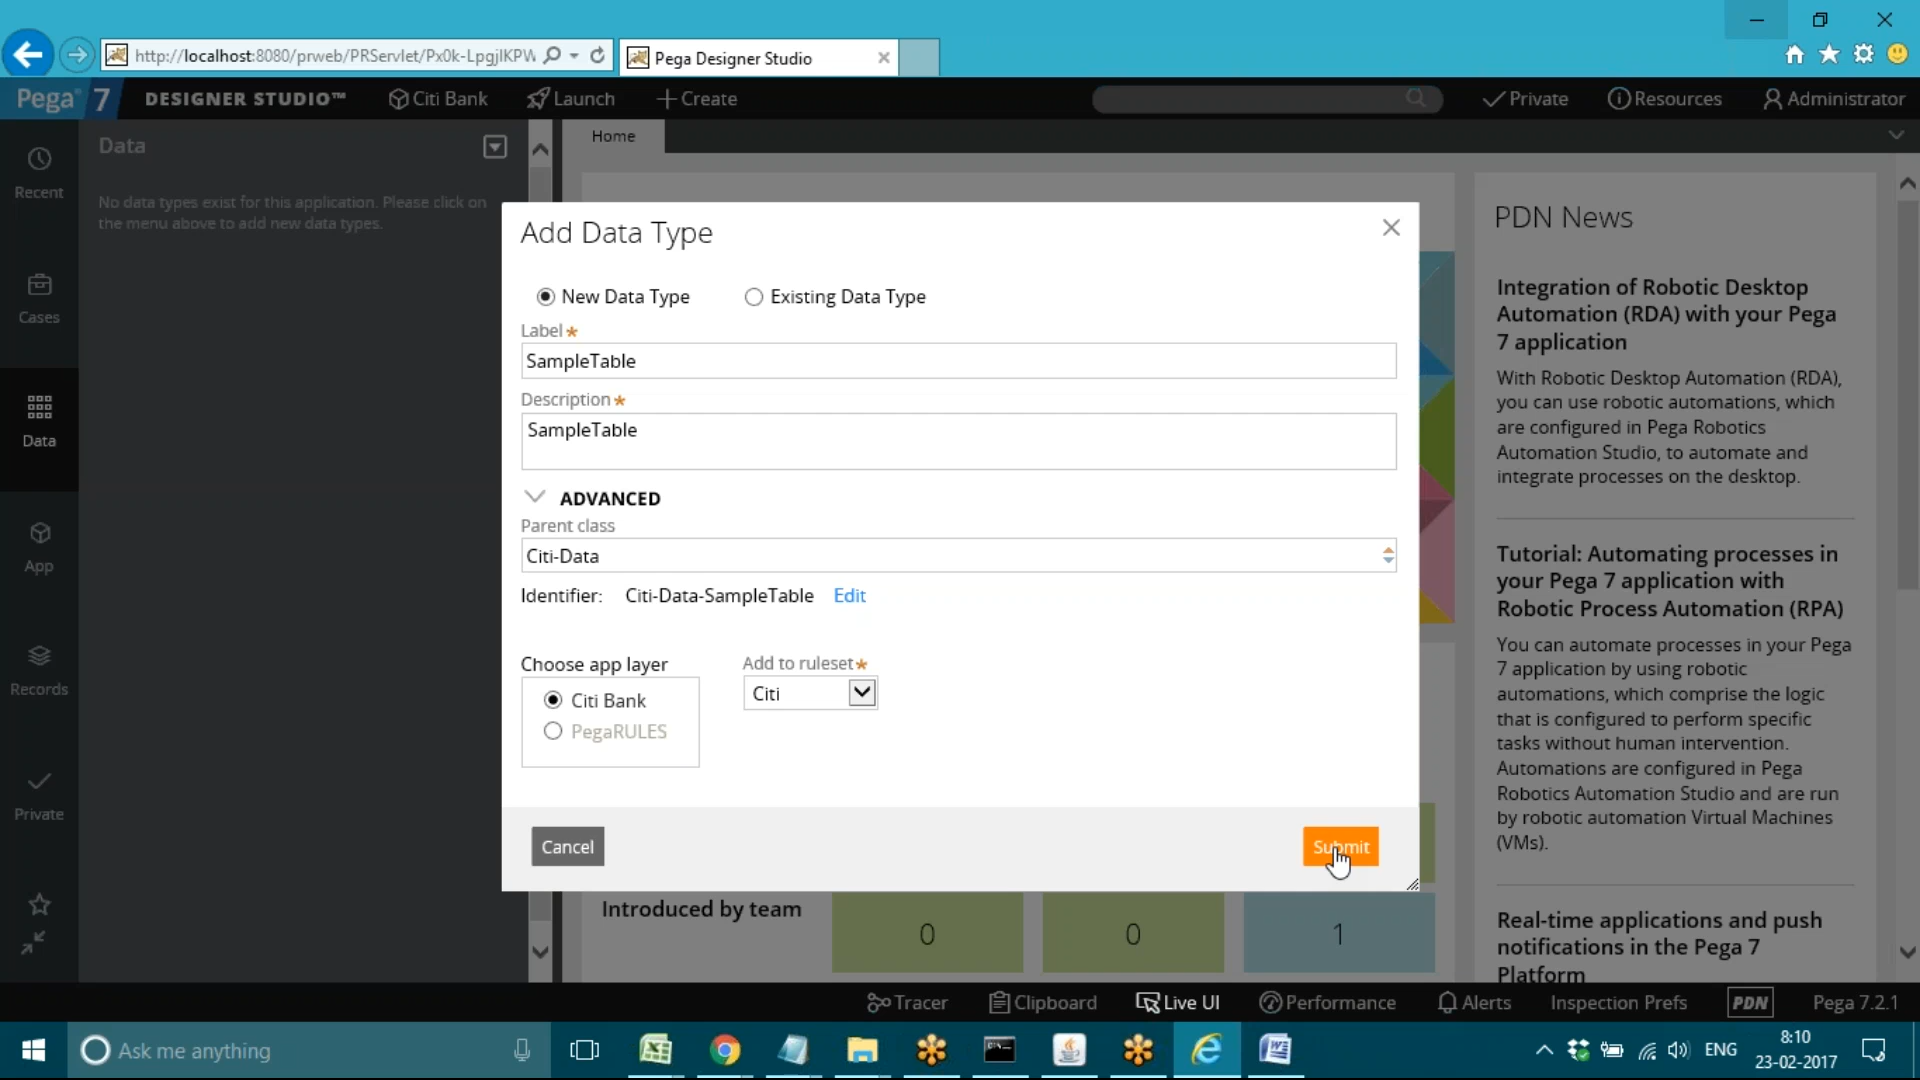 http://localhost:8080/prweb/PRServlet/Px0k-LpgjlKPW
Pega Designer Studio
Pega 7
DESIGNER STUDIO™
Citi Bank
Launch
Create
Private
Resources
Administrator
Recent
Cases
Data
App
Records
Private
Data
No data types exist for this application. Please click on
the menu above to add new data types.
Home
Add Data Type
New Data Type
Existing Data Type
Label*
SampleTable
Description*
SampleTable
ADVANCED
Parent class
Citi-Data
Identifier: Citi-Data-SampleTable Edit
Choose app layer
Citi Bank
PegaRULES
Add to ruleset*
Citi
Cancel
Submit
Introduced by team
0
0
1
PDN News
Integration of Robotic Desktop
Automation (RDA) with your Pega
7 application
With Robotic Desktop Automation (RDA),
you can use robotic automations, which
are configured in Pega Robotics
Automation Studio, to automate and
integrate processes on the desktop.
Tutorial: Automating processes in
your Pega 7 application with
Robotic Process Automation (RPA)
You can automate processes in your Pega
7 application by using robotic
automations, which comprise the logic
that is configured to perform specific
tasks without human intervention.
Automations are configured in Pega
Robotics Automation Studio and are run
by robotic automation Virtual Machines
(VMs).
Real-time applications and push
notifications in the Pega 7
Platform
Tracer
Clipboard
Live UI
Performance
Alerts
Inspection Prefs
PDN
Pega 7.2.1
Ask me anything
ENG
8:10
23-02-2017